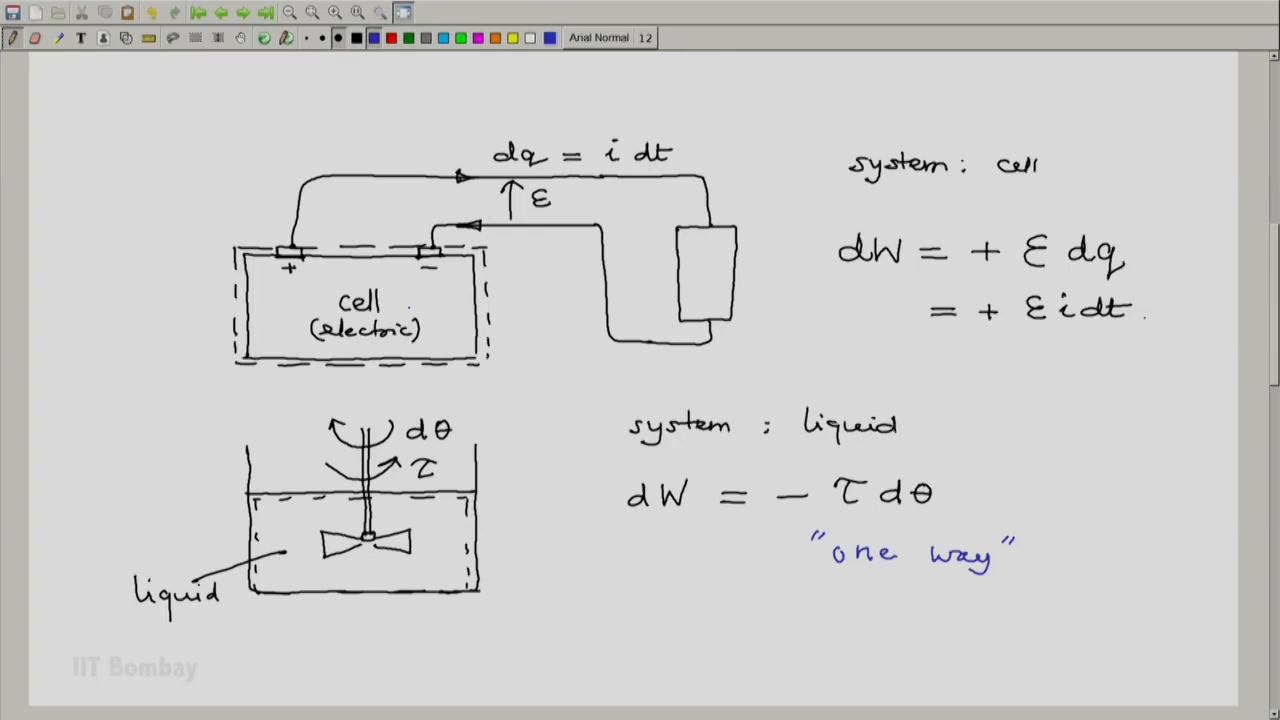 Arial Normal 12
dq = i dt
ε
system : cell
+
−
dW = + ε dq
= + ε i dt .
cell
(electric)
dθ
τ
system : liquid
dW = − τ dθ
"one way"
liquid
IIT Bombay